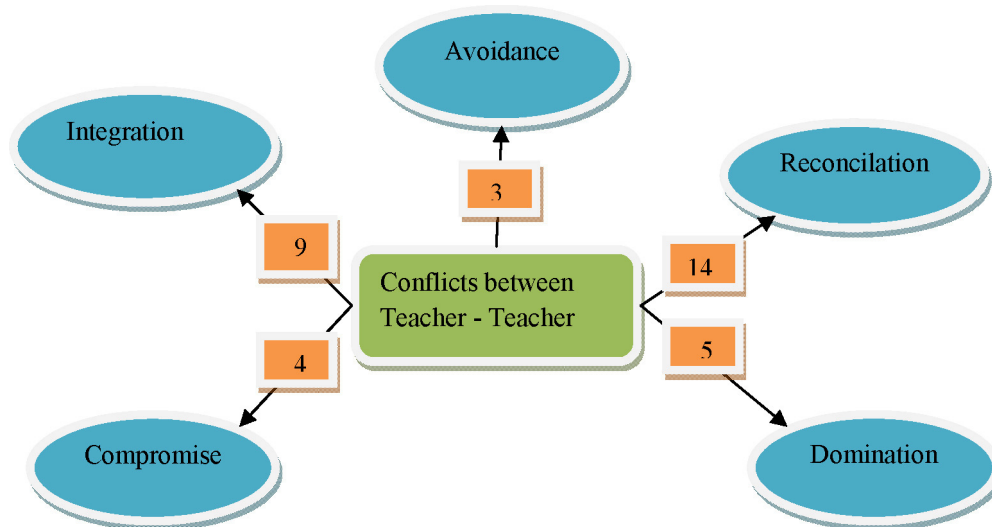 Avoidance
Integration
Reconcilation
3
9
14
Conflicts between
Teacher - Teacher
4
5
Compromise
Domination